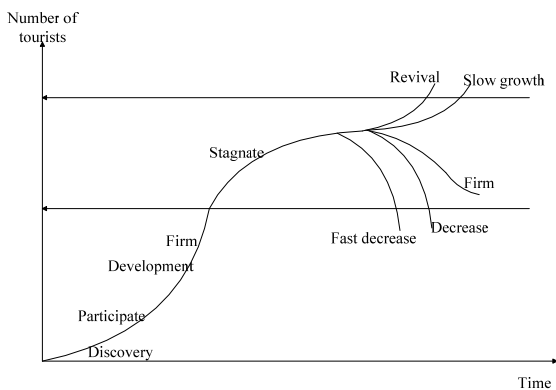 Number of
tourists
Revival
Slow growth
Stagnate
Firm
Firm
Fast decrease
Decrease
Development
Participate
Discovery
Time